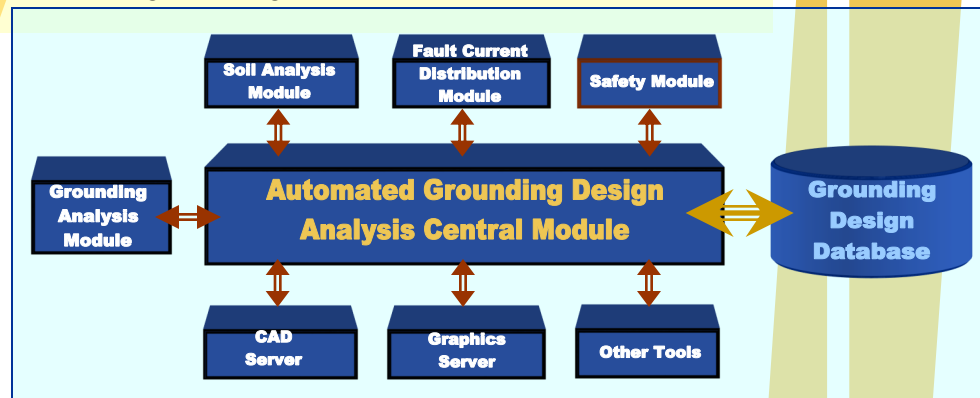 Soil Analysis
Module
Fault Current
Distribution
Module
Safety Module
Grounding
Analysis
Module
Automated Grounding Design
Analysis Central Module
Grounding
Design
Database
CAD
Server
Graphics
Server
Other Tools